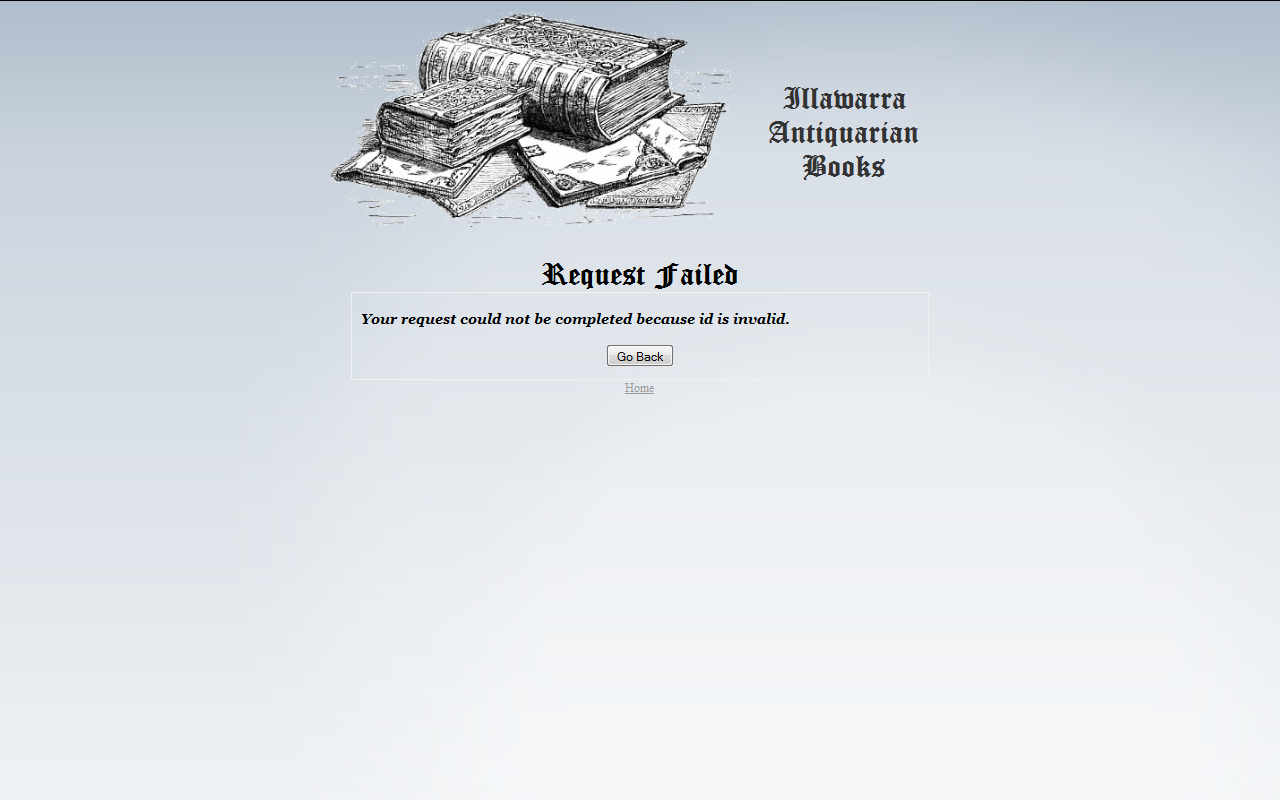 Illawarra
Antiquarian
Books
Request Failed
Your request could not be completed because id is invalid.
Go Back
Home